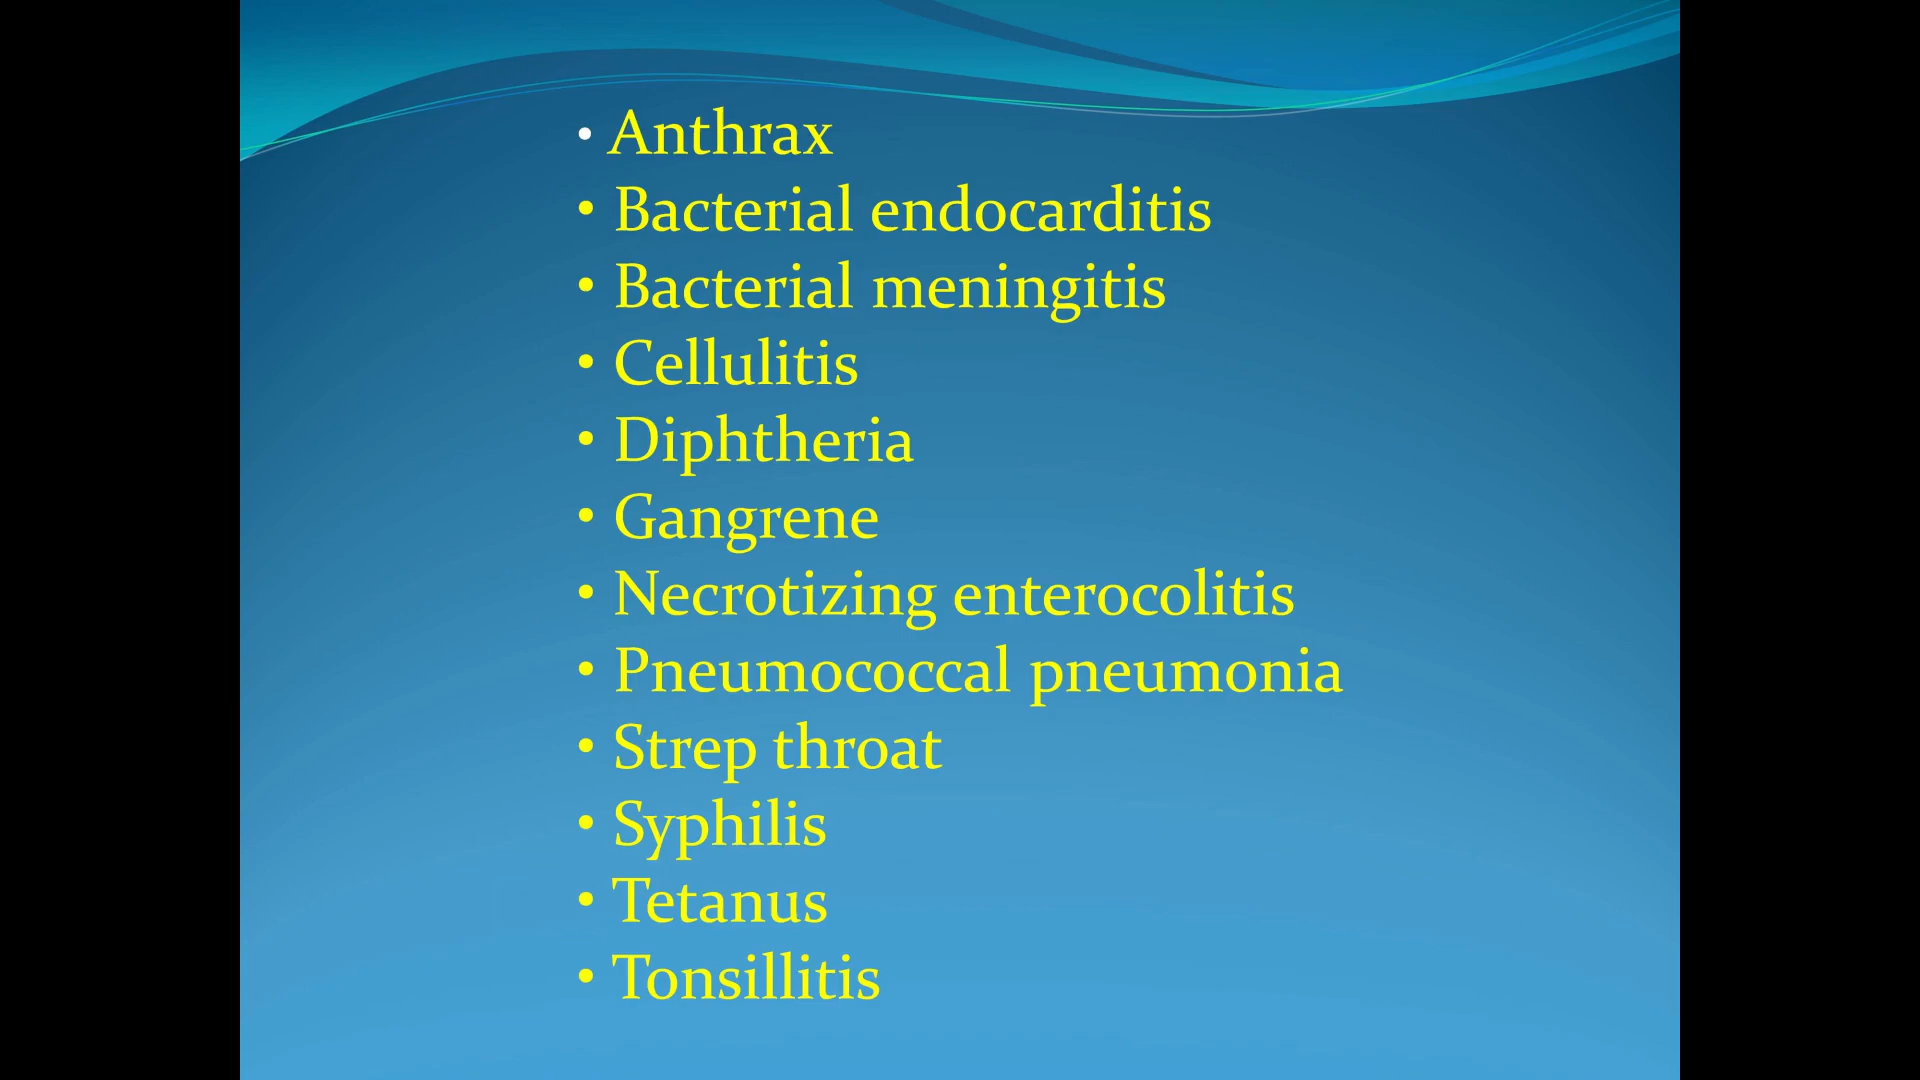 • Anthrax
• Bacterial endocarditis
• Bacterial meningitis
• Cellulitis
• Diphtheria
• Gangrene
• Necrotizing enterocolitis
• Pneumococcal pneumonia
• Strep throat
• Syphilis
• Tetanus
• Tonsillitis